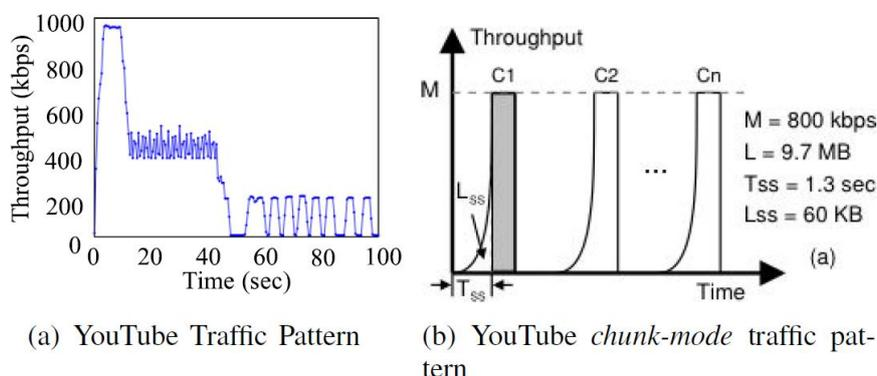 1000
800
600
400
200
0
Throughput (kbps)
0 20 40 60 80 100
Time (sec)
(a) YouTube Traffic Pattern
Throughput
C1 C2 Cn
M
M = 800 kbps
L = 9.7 MB
Tss = 1.3 sec
Lss = 60 KB
LSS
...
(a)
TSS
Time
(b) YouTube chunk-mode traffic pat-
tern